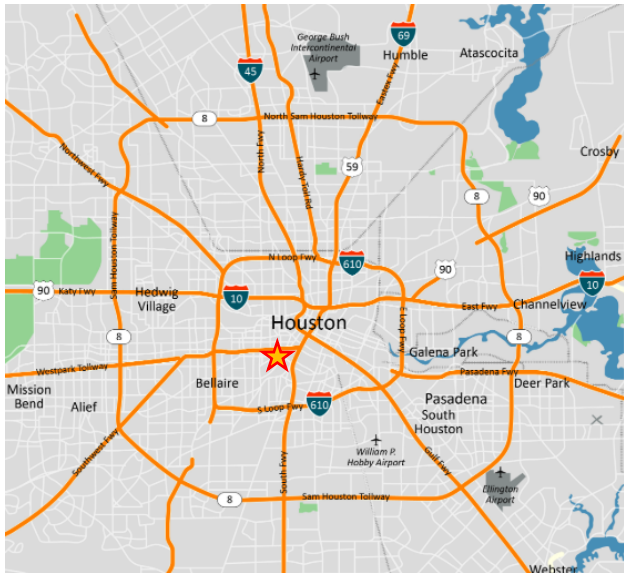 George Bush
Intercontinental
Airport
69
Humble
Atascocita
45
Eastex Fwy
8
North Sam Houston Tollway
North Fwy
Hardy Toll Rd
59
Crosby
Northwest Fwy
8
90
Sam Houston Tollway
N Loop Fwy
610
90
Highlands
90
Katy Fwy
Hedwig
Village
10
10
East Fwy
Channelview
Houston
E Loop Fwy
8
8
Galena Park
Westpark Tollway
Pasadena Fwy
Mission
Bend
Alief
Bellaire
Deer Park
S Loop Fwy
610
Pasadena
South
Houston
Southwest Fwy
William P.
Hobby Airport
Gulf Fwy
South Fwy
Ellington
Airport
8
Sam Houston Tollway
Webster